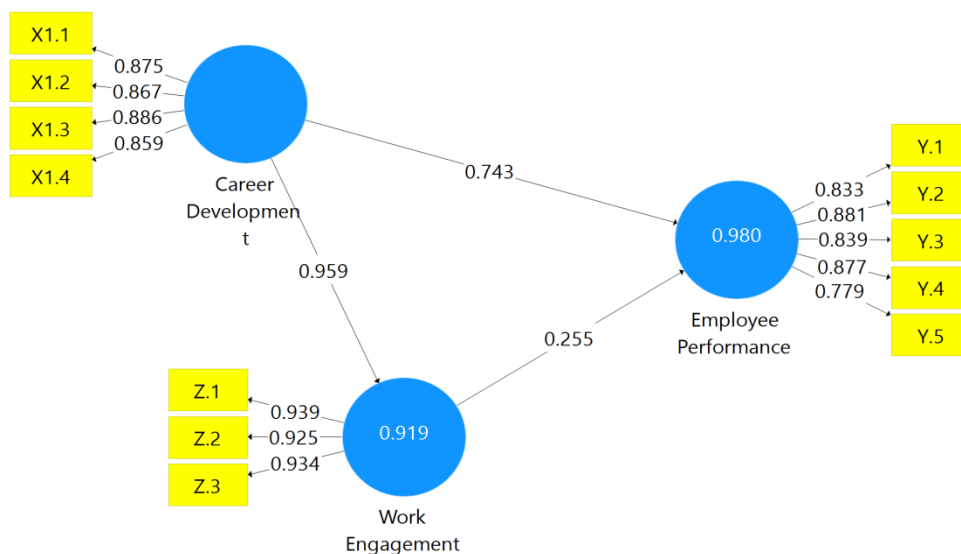 X1.1
X1.2
X1.3
X1.4
0.875
0.867
0.886
0.859
Career
Developmen
t
0.743
0.959
0.980
Employee
Performance
0.833
0.881
0.839
0.877
0.779
Y.1
Y.2
Y.3
Y.4
Y.5
0.255
Z.1
Z.2
Z.3
0.939
0.925
0.934
0.919
Work
Engagement